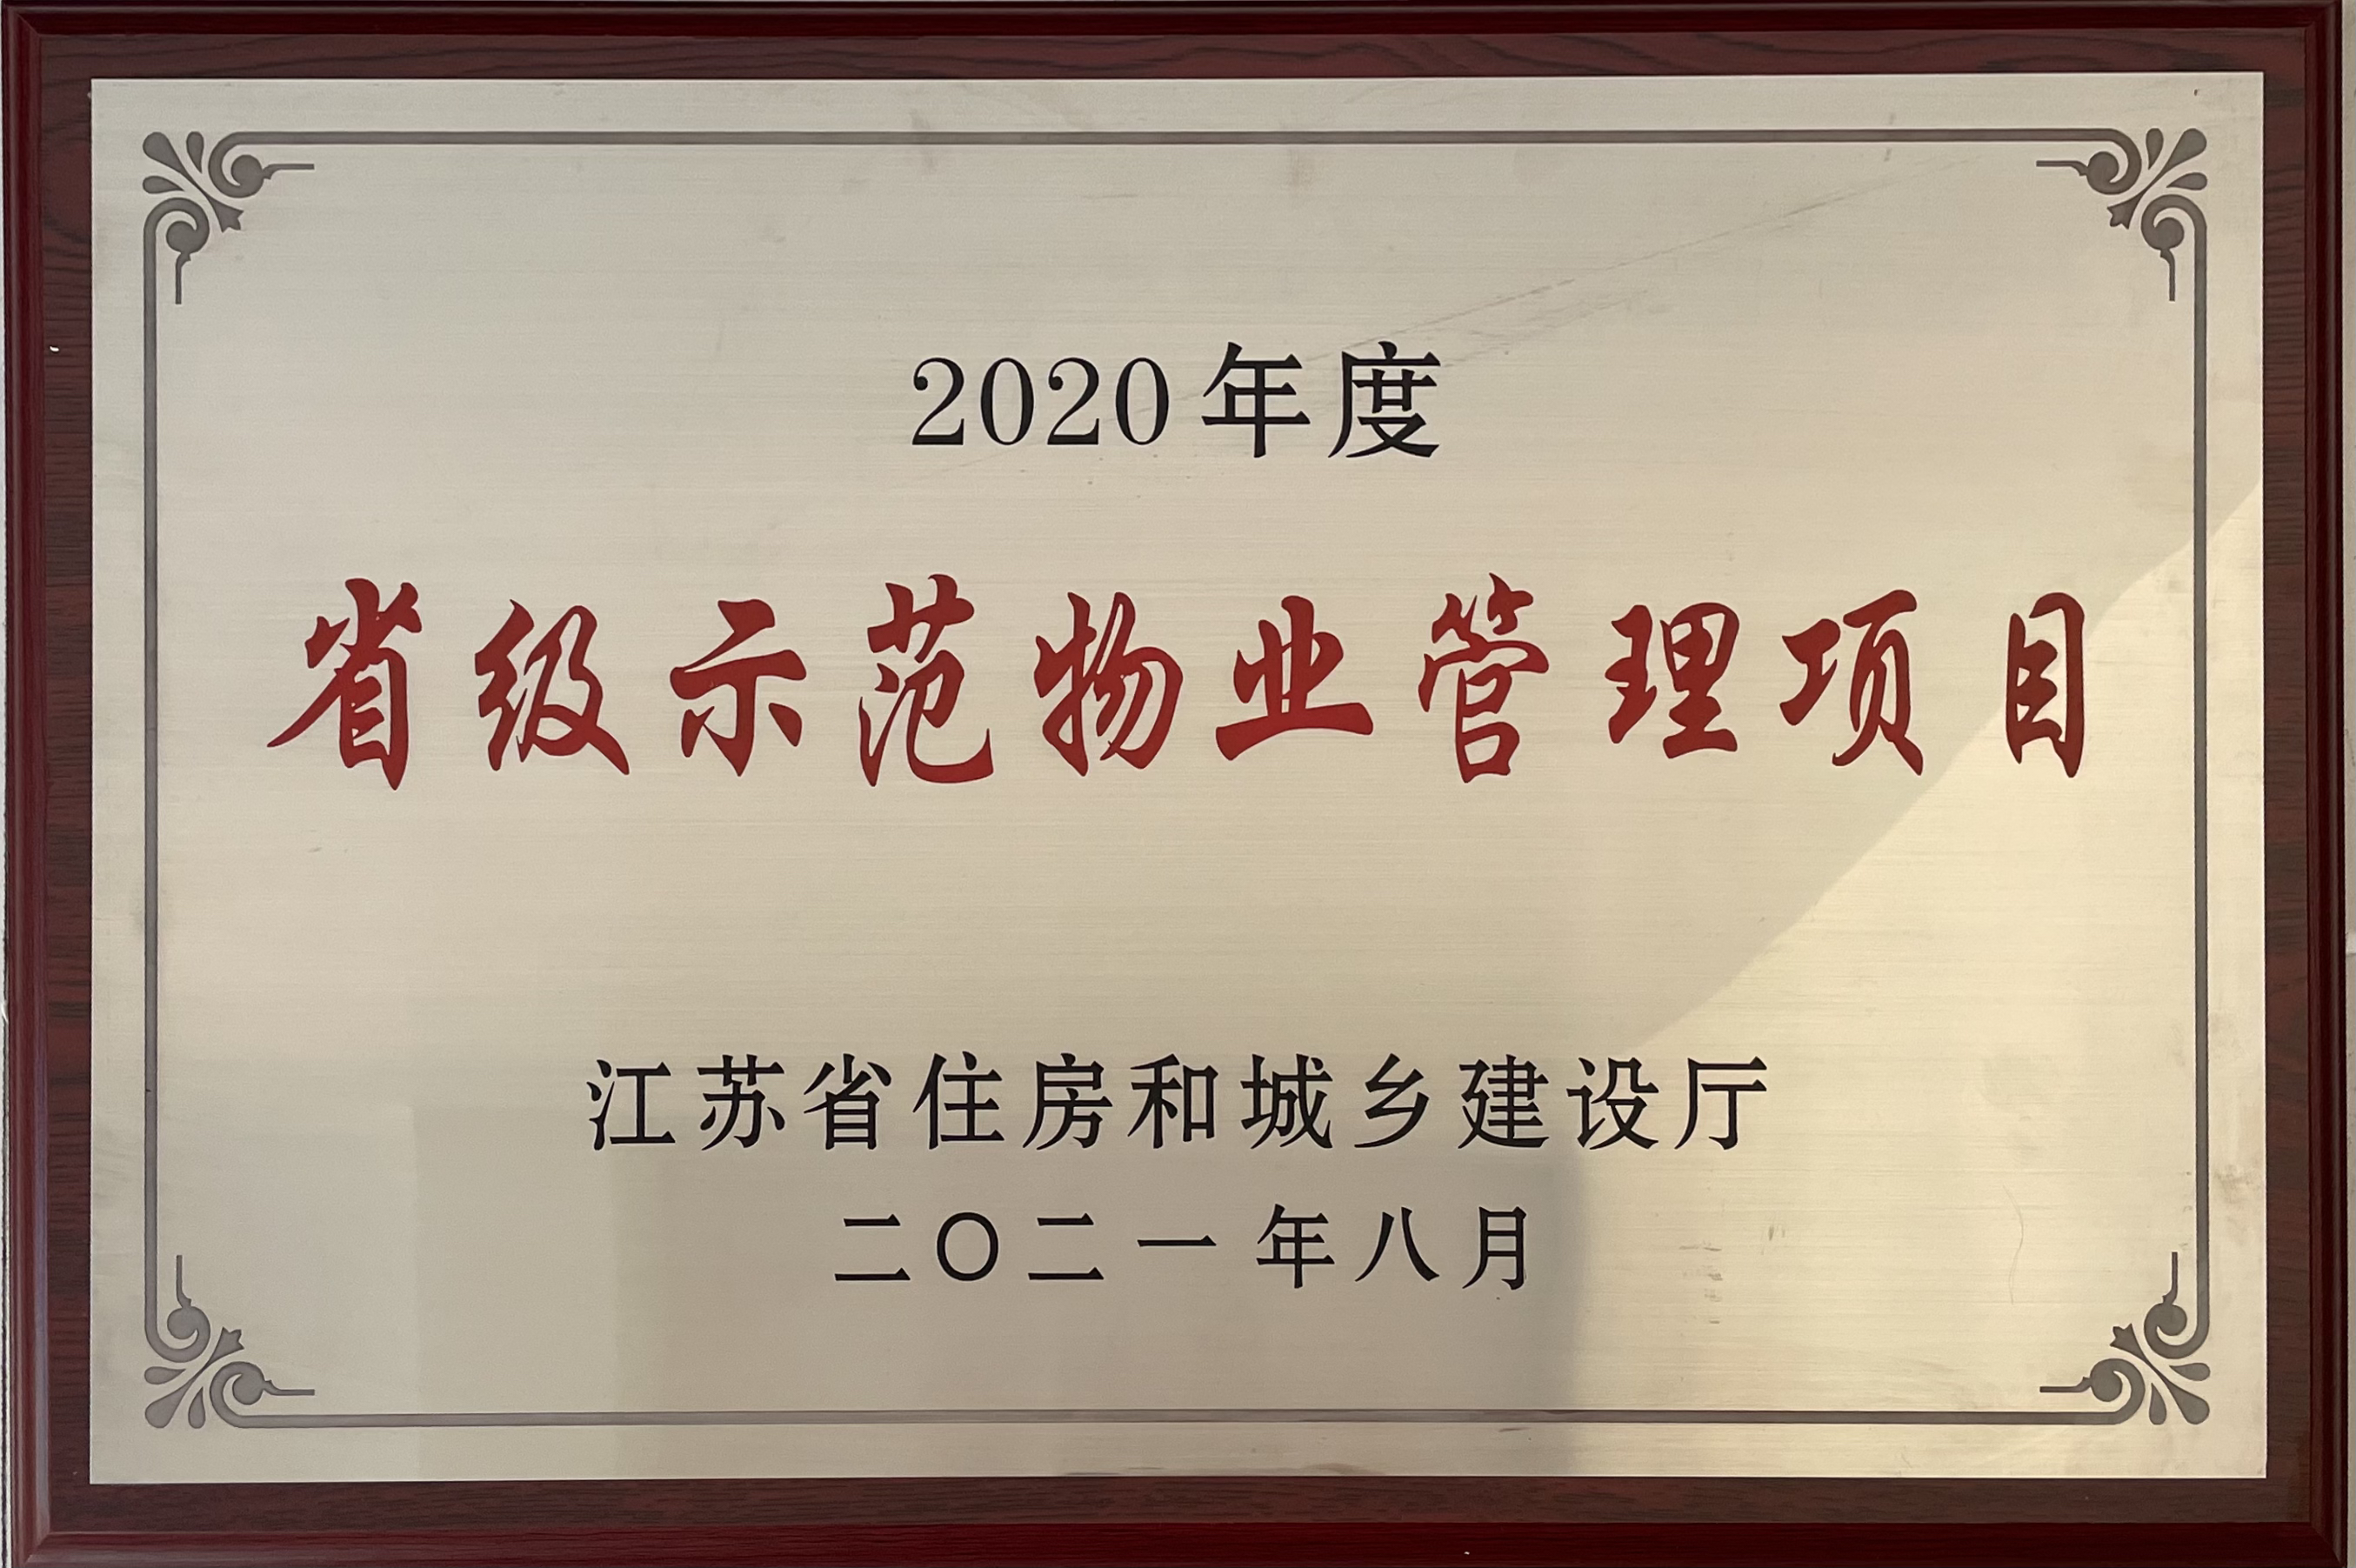 2020年度
省级示范物业管理项目
江苏省住房和城乡建设厅
二〇二一年八月